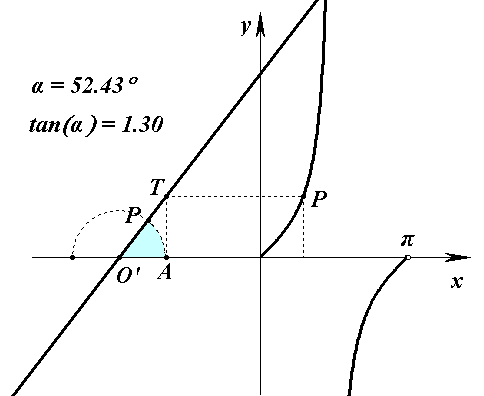 y
α = 52.43°
tan(α) = 1.30
T
P
P
π
O'
A
x